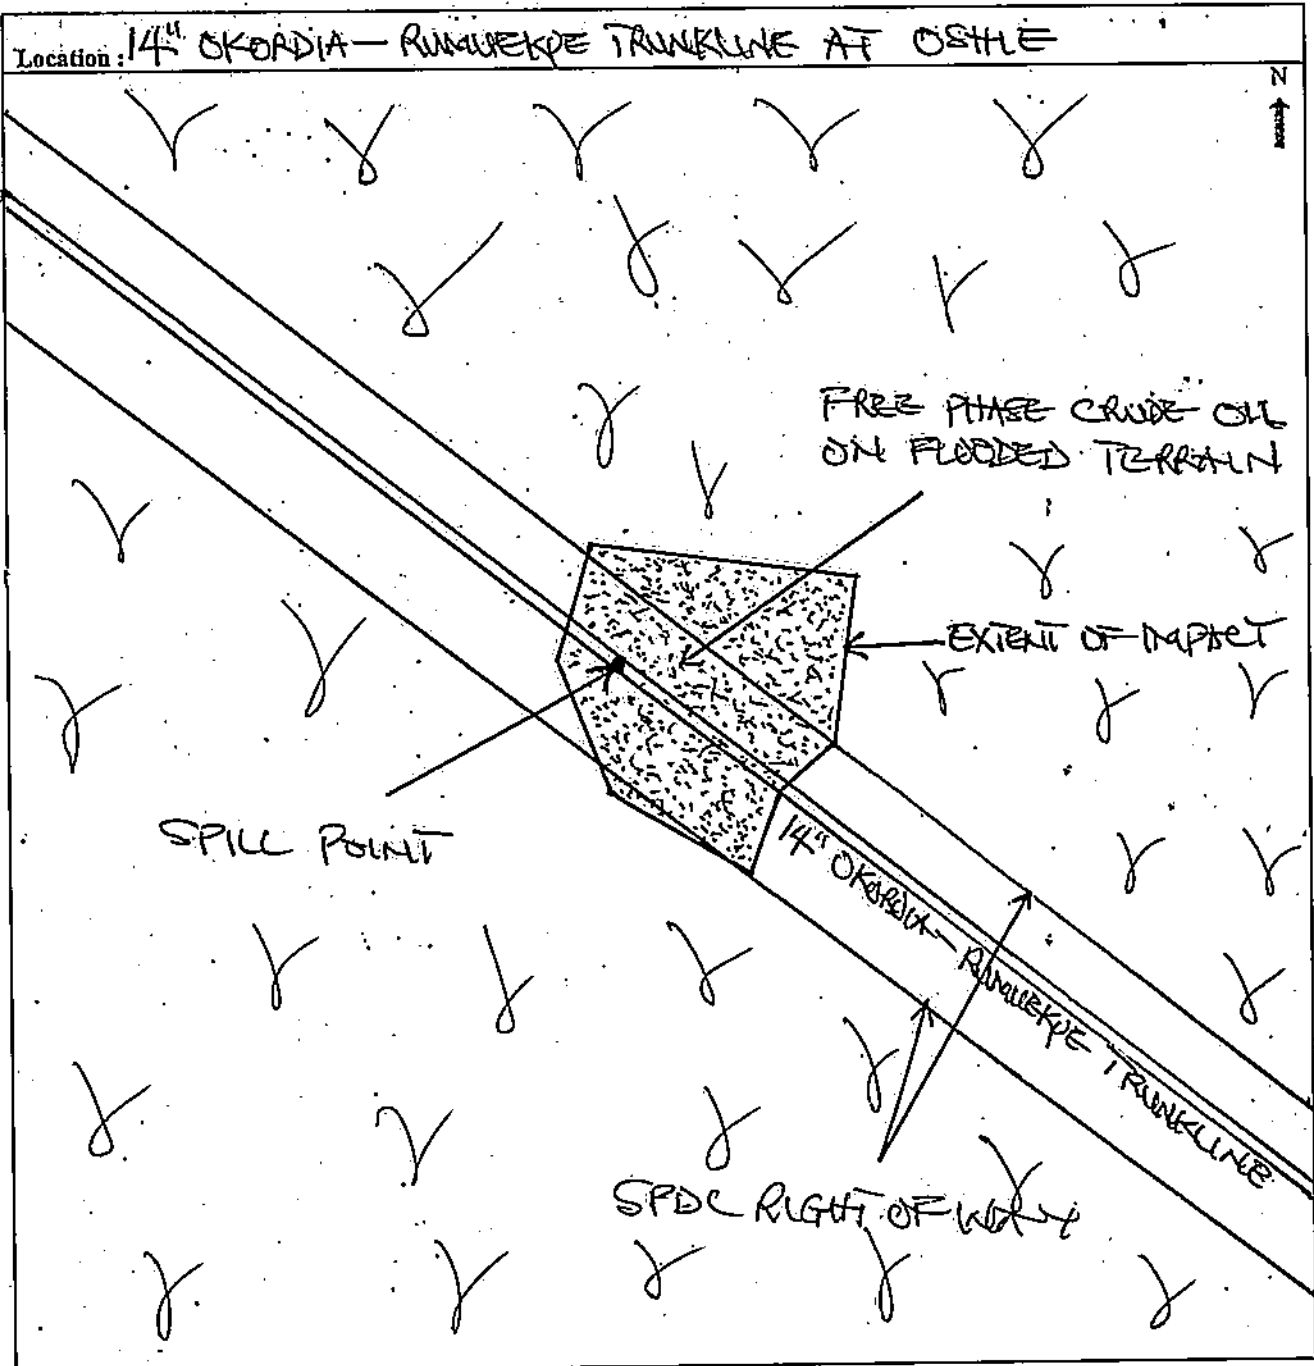 Location: 14" OKORDIA - RUMUEKPE TRUNKLINE AT OSHIE
N
FREE PHASE CRUDE OIL
ON FLOODED TERRAIN
EXTENT OF IMPACT
SPILL POINT
14" OKORDIA - RUMUEKPE TRUNKLINE
SPDC RIGHT OF WAY